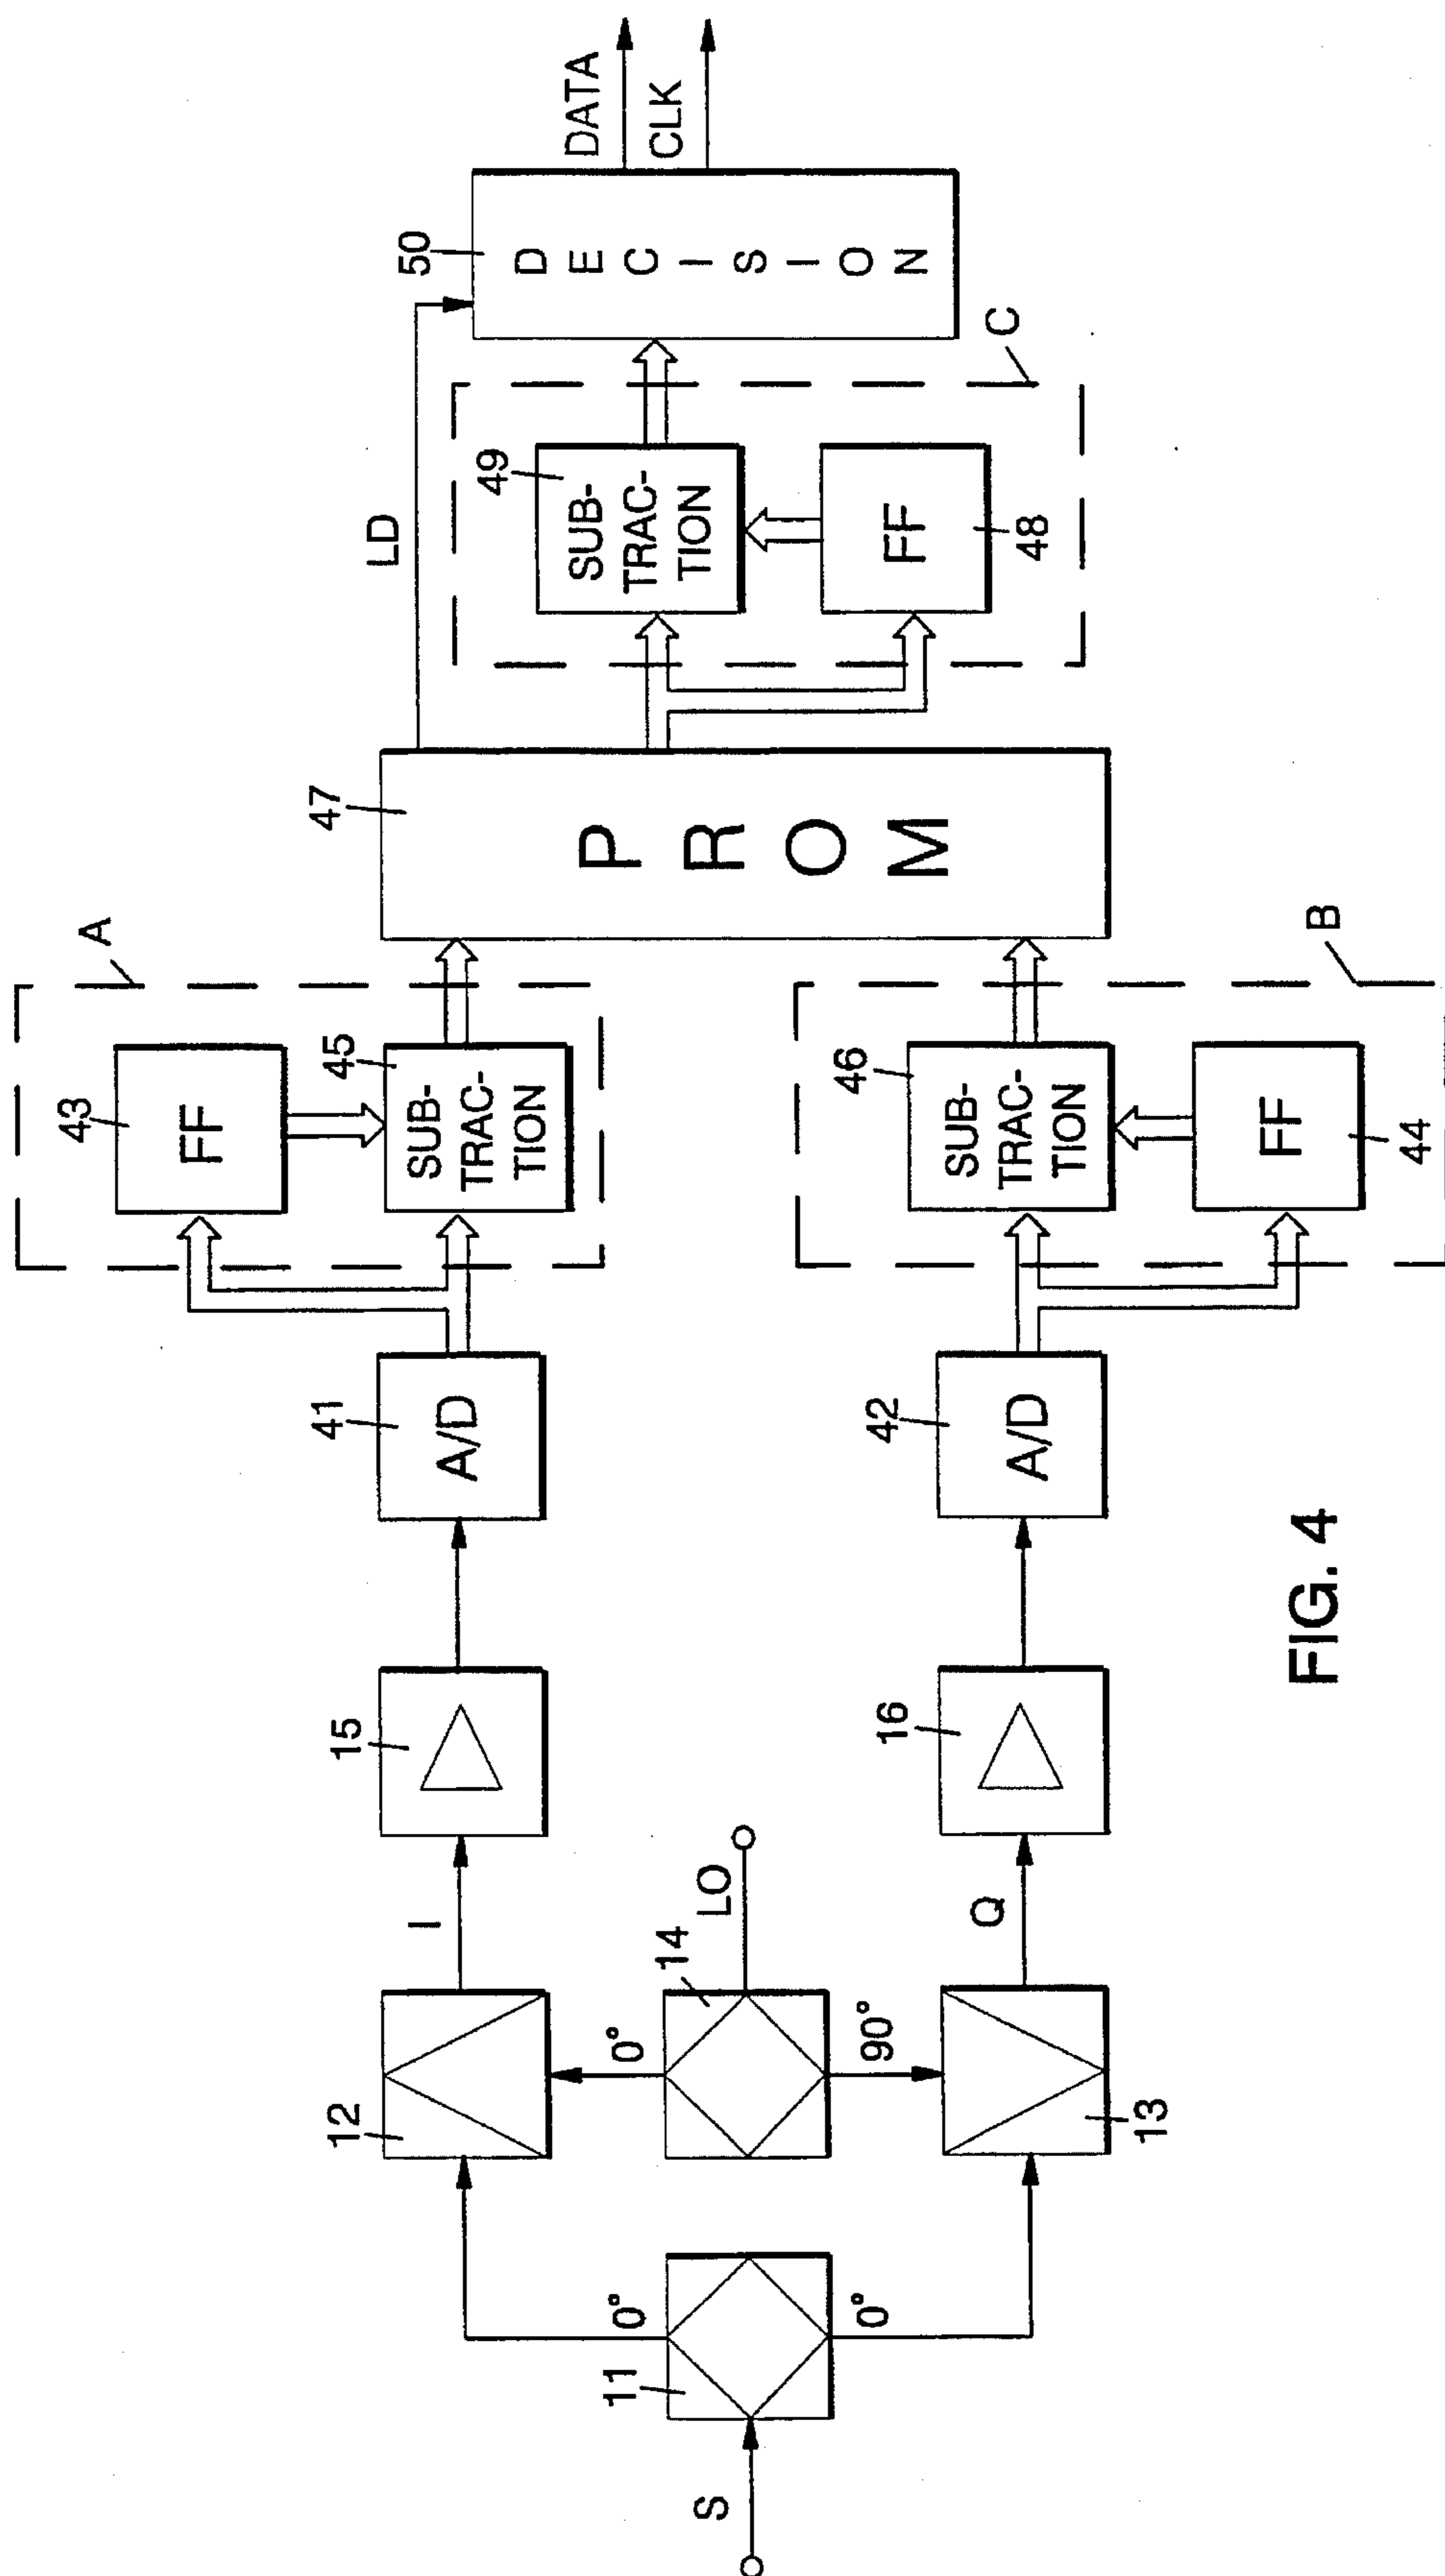 S
11
0°
0°
12
14
0°
90°
LO
13
I
Q
15
16
41
A/D
42
A/D
A
43
FF
45
SUB-
TRAC-
TION
B
46
SUB-
TRAC-
TION
FF
44
47
PROM
LD
C
49
SUB-
TRAC-
TION
FF
48
50
DECISION
DATA
CLK
FIG. 4